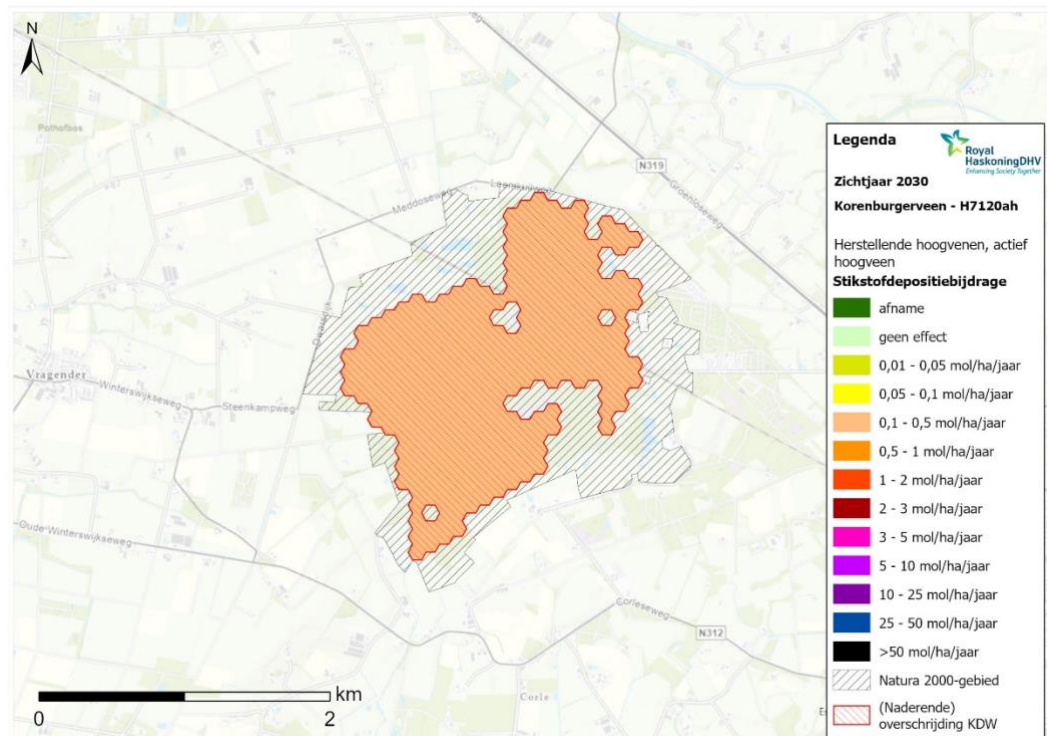 N
Pothofbos
Meddoseweg
N319
Groenloseweg
Vragender
Winterswijkseweg
Steenkampweg
Oude-Winterswijkseweg
Corleseweg
N312
Corle
km
0
2
Legenda
Royal
HaskoningDHV
Enhancing Society Together
Zichtjaar 2030
Korenburgerveen - H7120ah
Herstellende hoogvenen, actief
hoogveen
Stikstofdepositiebijdrage
afname
geen effect
0,01 - 0,05 mol/ha/jaar
0,05 - 0,1 mol/ha/jaar
0,1 - 0,5 mol/ha/jaar
0,5 - 1 mol/ha/jaar
1 - 2 mol/ha/jaar
2 - 3 mol/ha/jaar
3 - 5 mol/ha/jaar
5 - 10 mol/ha/jaar
10 - 25 mol/ha/jaar
25 - 50 mol/ha/jaar
>50 mol/ha/jaar
Natura 2000-gebied
(Naderende)
overschrijding KDW